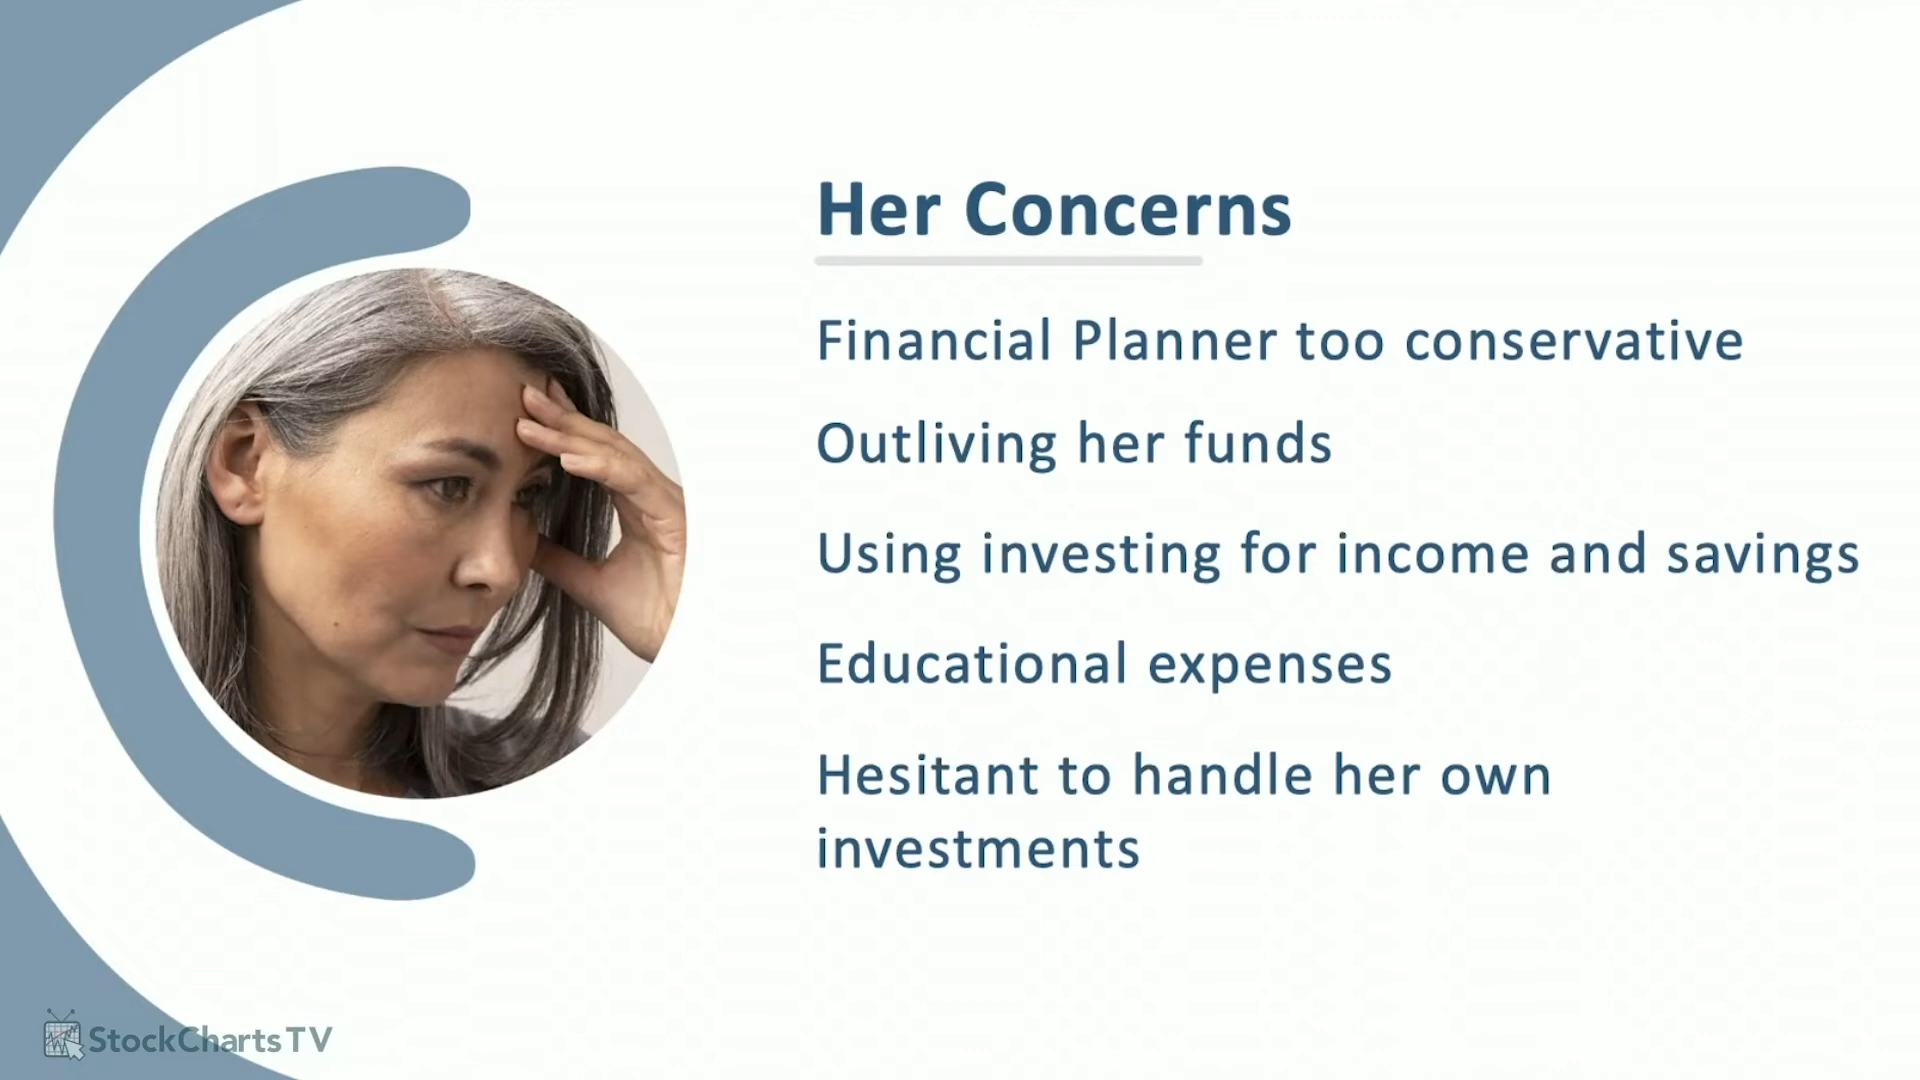 Her Concerns
Financial Planner too conservative
Outliving her funds
Using investing for income and savings
Educational expenses
Hesitant to handle her own
investments
StockChartsTV